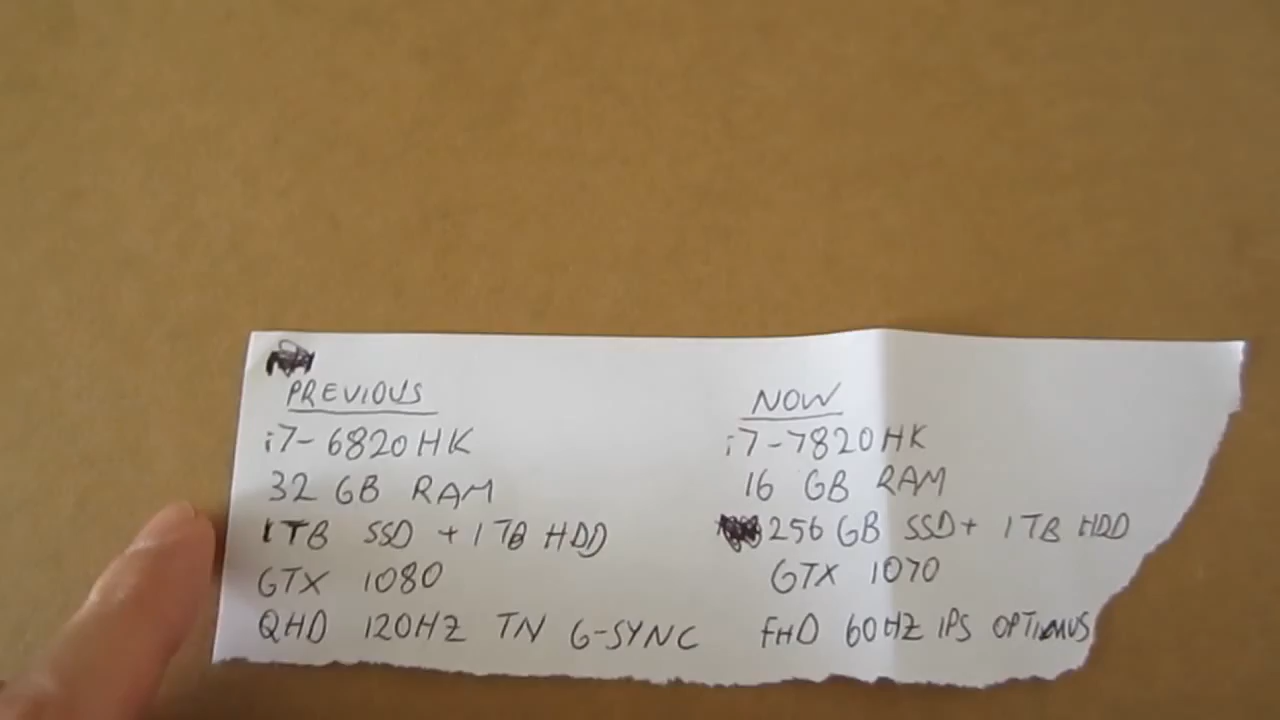 PREVIOUS
i7-6820HK
32 GB RAM
1TB SSD + 1TB HDD
GTX 1080
QHD 120HZ TN G-SYNC
NOW
i7-7820HK
16 GB RAM
256 GB SSD + 1TB HDD
GTX 1070
FHD 60HZ IPS OPTIMUS